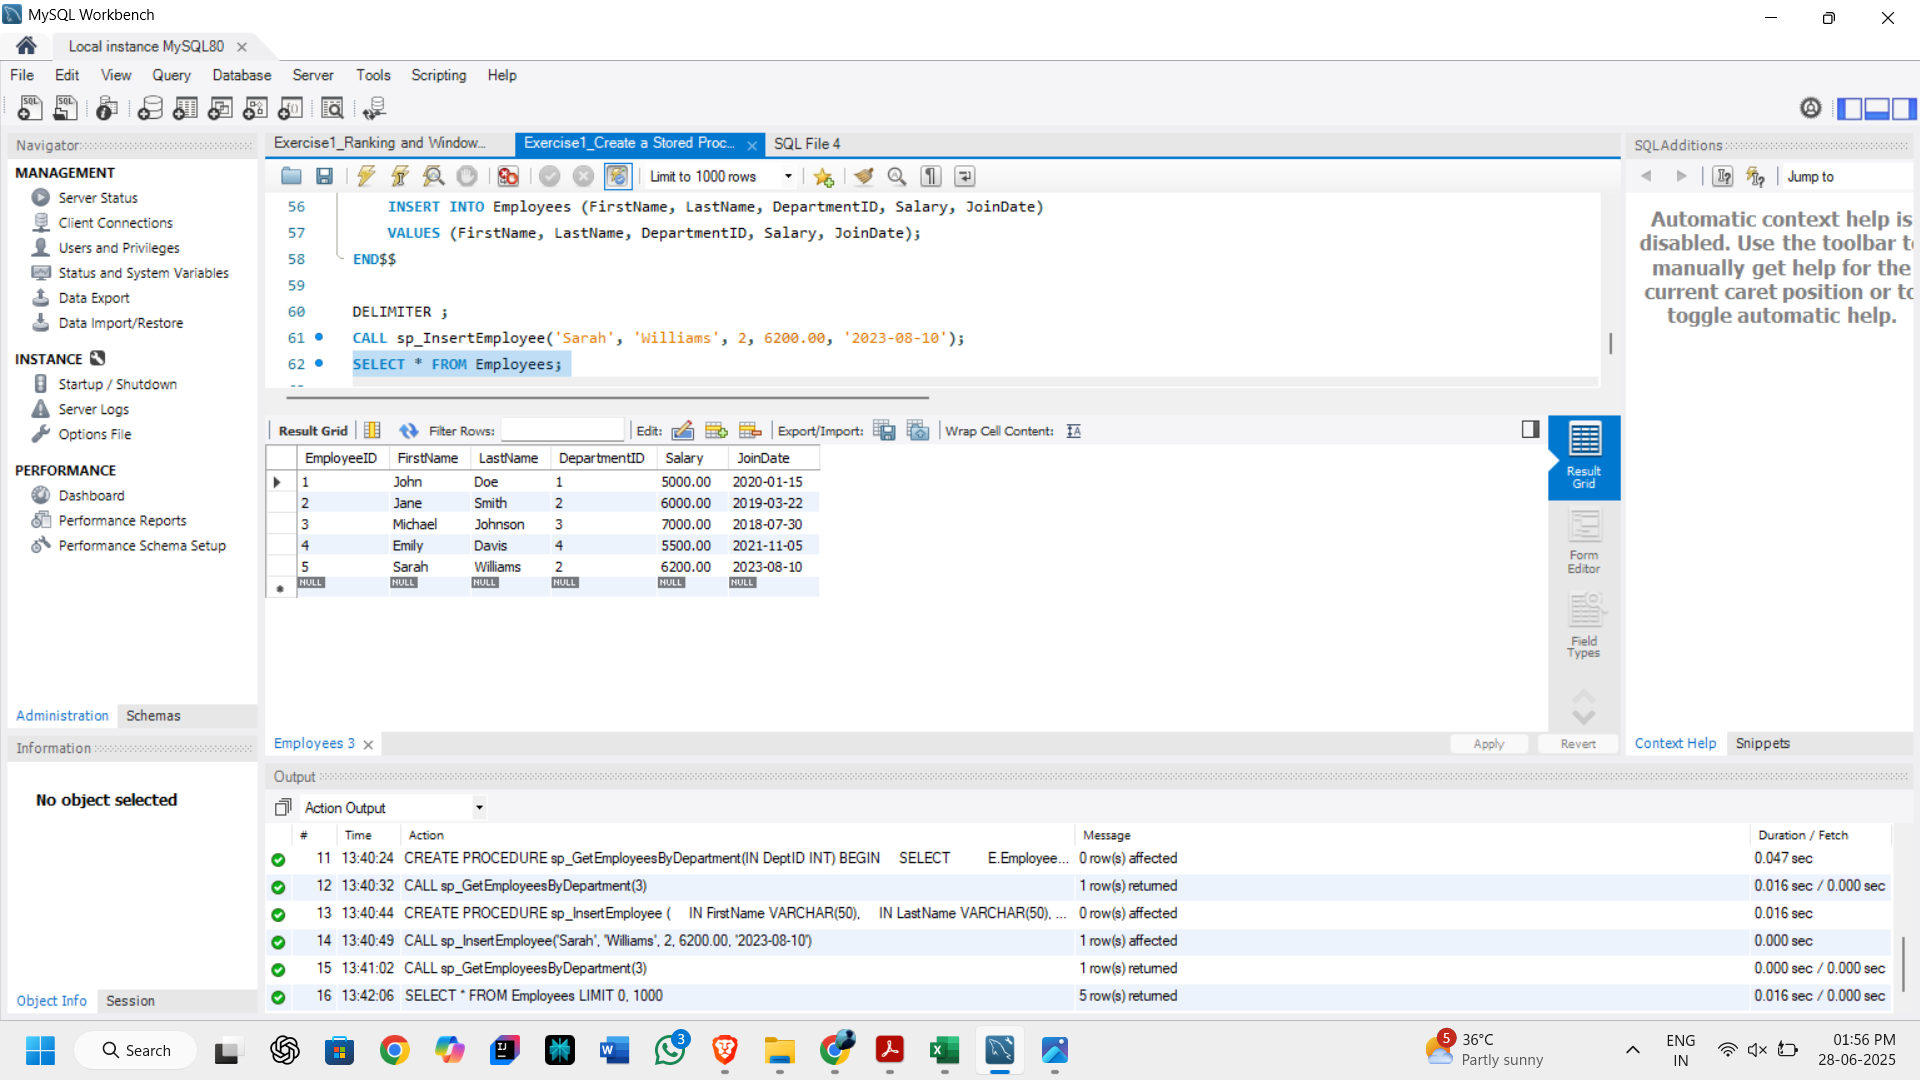 MySQL Workbench
Local instance MySQL80
File Edit View Query Database Server Tools Scripting Help
Navigator
MANAGEMENT
Server Status
Client Connections
Users and Privileges
Status and System Variables
Data Export
Data Import/Restore
INSTANCE
Startup / Shutdown
Server Logs
Options File
PERFORMANCE
Dashboard
Performance Reports
Performance Schema Setup
Administration Schemas
Information
No object selected
Object Info Session
Exercise1_Ranking and Window... Exercise1_Create a Stored Proc... SQL File 4
Limit to 1000 rows
56 INSERT INTO Employees (FirstName, LastName, DepartmentID, Salary, JoinDate)
57 VALUES (FirstName, LastName, DepartmentID, Salary, JoinDate);
58 END$$
59
60 DELIMITER ;
61 CALL sp_InsertEmployee('Sarah', 'Williams', 2, 6200.00, '2023-08-10');
62 SELECT * FROM Employees;
Result Grid Filter Rows: Edit: Export/Import: Wrap Cell Content:
EmployeeID FirstName LastName DepartmentID Salary JoinDate
1 John Doe 1 5000.00 2020-01-15
2 Jane Smith 2 6000.00 2019-03-22
3 Michael Johnson 3 7000.00 2018-07-30
4 Emily Davis 4 5500.00 2021-11-05
5 Sarah Williams 2 6200.00 2023-08-10
NULL NULL NULL NULL NULL NULL
Result
Grid
Form
Editor
Field
Types
Employees 3
Apply Revert
SQLAdditions
Jump to
Automatic context help is
disabled. Use the toolbar t
manually get help for the
current caret position or to
toggle automatic help.
Context Help Snippets
Output
Action Output
# Time Action Message Duration / Fetch
11 13:40:24 CREATE PROCEDURE sp_GetEmployeesByDepartment(IN DeptID INT) BEGIN SELECT E.Employee... 0 row(s) affected 0.047 sec
12 13:40:32 CALL sp_GetEmployeesByDepartment(3) 1 row(s) returned 0.016 sec / 0.000 sec
13 13:40:44 CREATE PROCEDURE sp_InsertEmployee ( IN FirstName VARCHAR(50), IN LastName VARCHAR(50), ... 0 row(s) affected 0.016 sec
14 13:40:49 CALL sp_InsertEmployee('Sarah', 'Williams', 2, 6200.00, '2023-08-10') 1 row(s) affected 0.000 sec
15 13:41:02 CALL sp_GetEmployeesByDepartment(3) 1 row(s) returned 0.000 sec / 0.000 sec
16 13:42:06 SELECT * FROM Employees LIMIT 0, 1000 5 row(s) returned 0.016 sec / 0.000 sec
Search
3
5
36°C
Partly sunny
ENG
IN
01:56 PM
28-06-2025